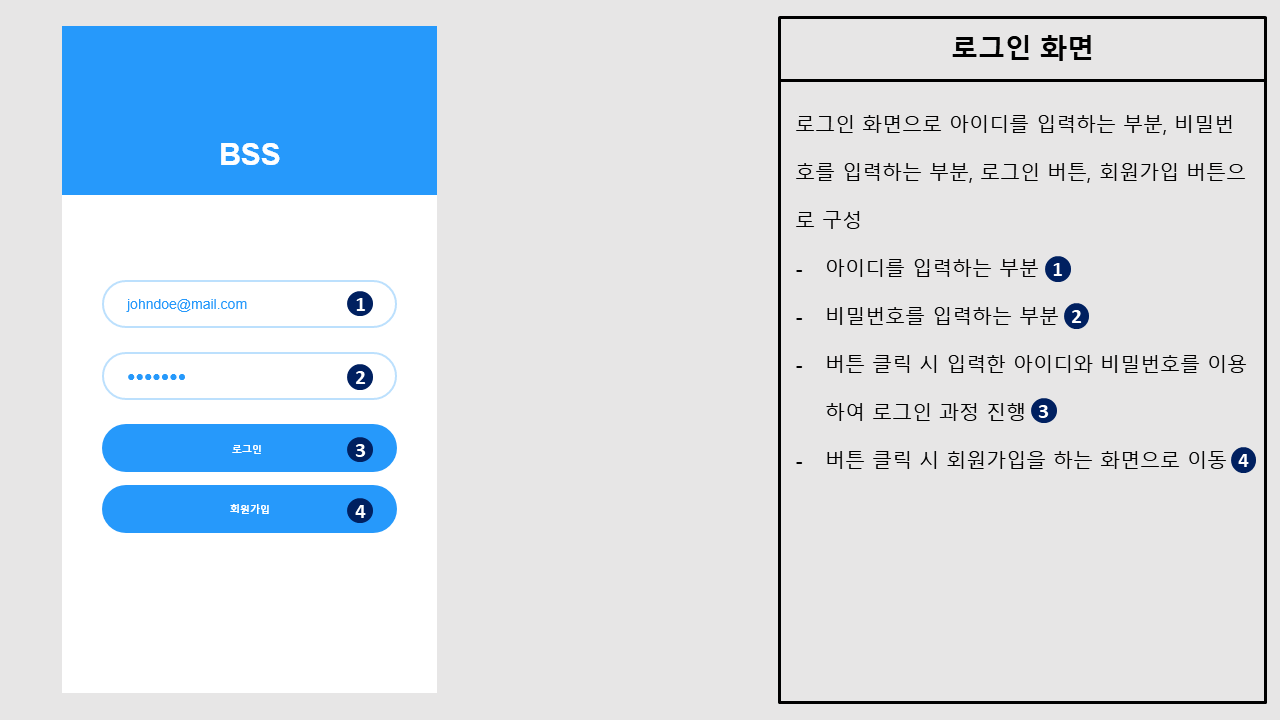 BSS
johndoe@mail.com 1
●●●●●●● 2
로그인 3
회원가입 4
로그인 화면
로그인 화면으로 아이디를 입력하는 부분, 비밀번
호를 입력하는 부분, 로그인 버튼, 회원가입 버튼으
로 구성
- 아이디를 입력하는 부분 1
- 비밀번호를 입력하는 부분 2
- 버튼 클릭 시 입력한 아이디와 비밀번호를 이용
하여 로그인 과정 진행 3
- 버튼 클릭 시 회원가입을 하는 화면으로 이동 4